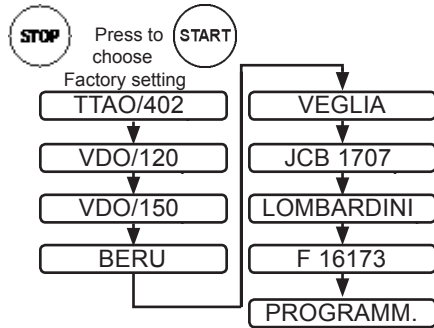 STOP
Press to
choose
Factory setting
START
TTAO/402
VDO/120
VDO/150
BERU
VEGLIA
JCB 1707
LOMBARDINI
F 16173
PROGRAMM.